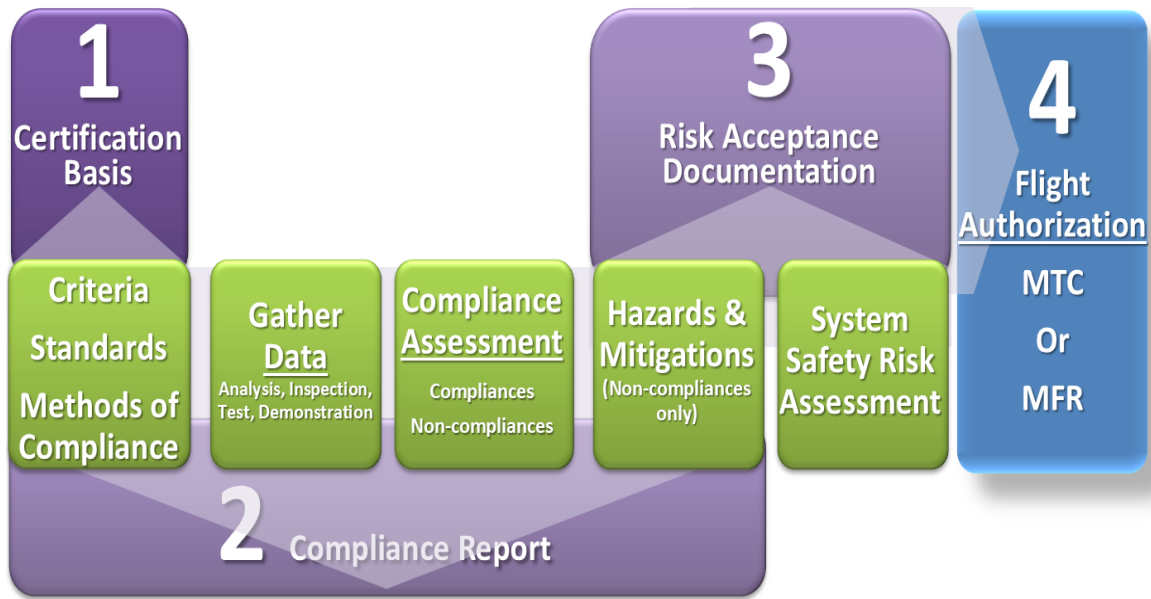 1
Certification
Basis
3
Risk Acceptance
Documentation
4
Flight
Authorization
MTC
Or
MFR
Criteria
Standards
Methods of
Compliance
Gather
Data
Analysis, Inspection,
Test, Demonstration
Compliance
Assessment
Compliances
Non-compliances
Hazards &
Mitigations
(Non-compliances
only)
System
Safety Risk
Assessment
2 Compliance Report